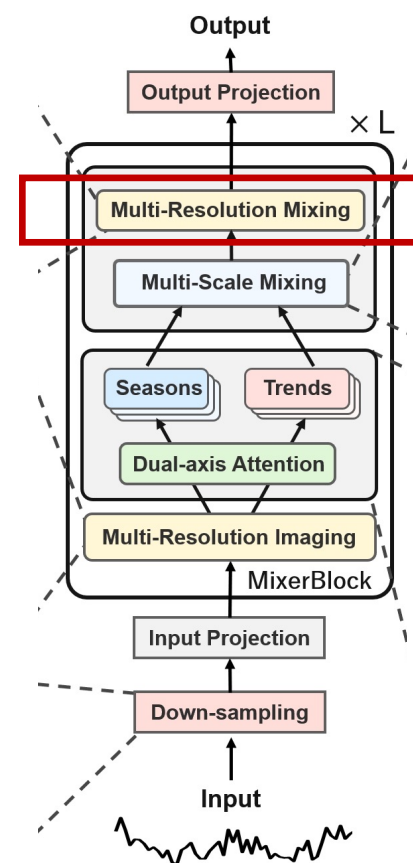 Output
Output Projection
× L
Multi-Resolution Mixing
Multi-Scale Mixing
Seasons
Trends
Dual-axis Attention
Multi-Resolution Imaging
MixerBlock
Input Projection
Down-sampling
Input